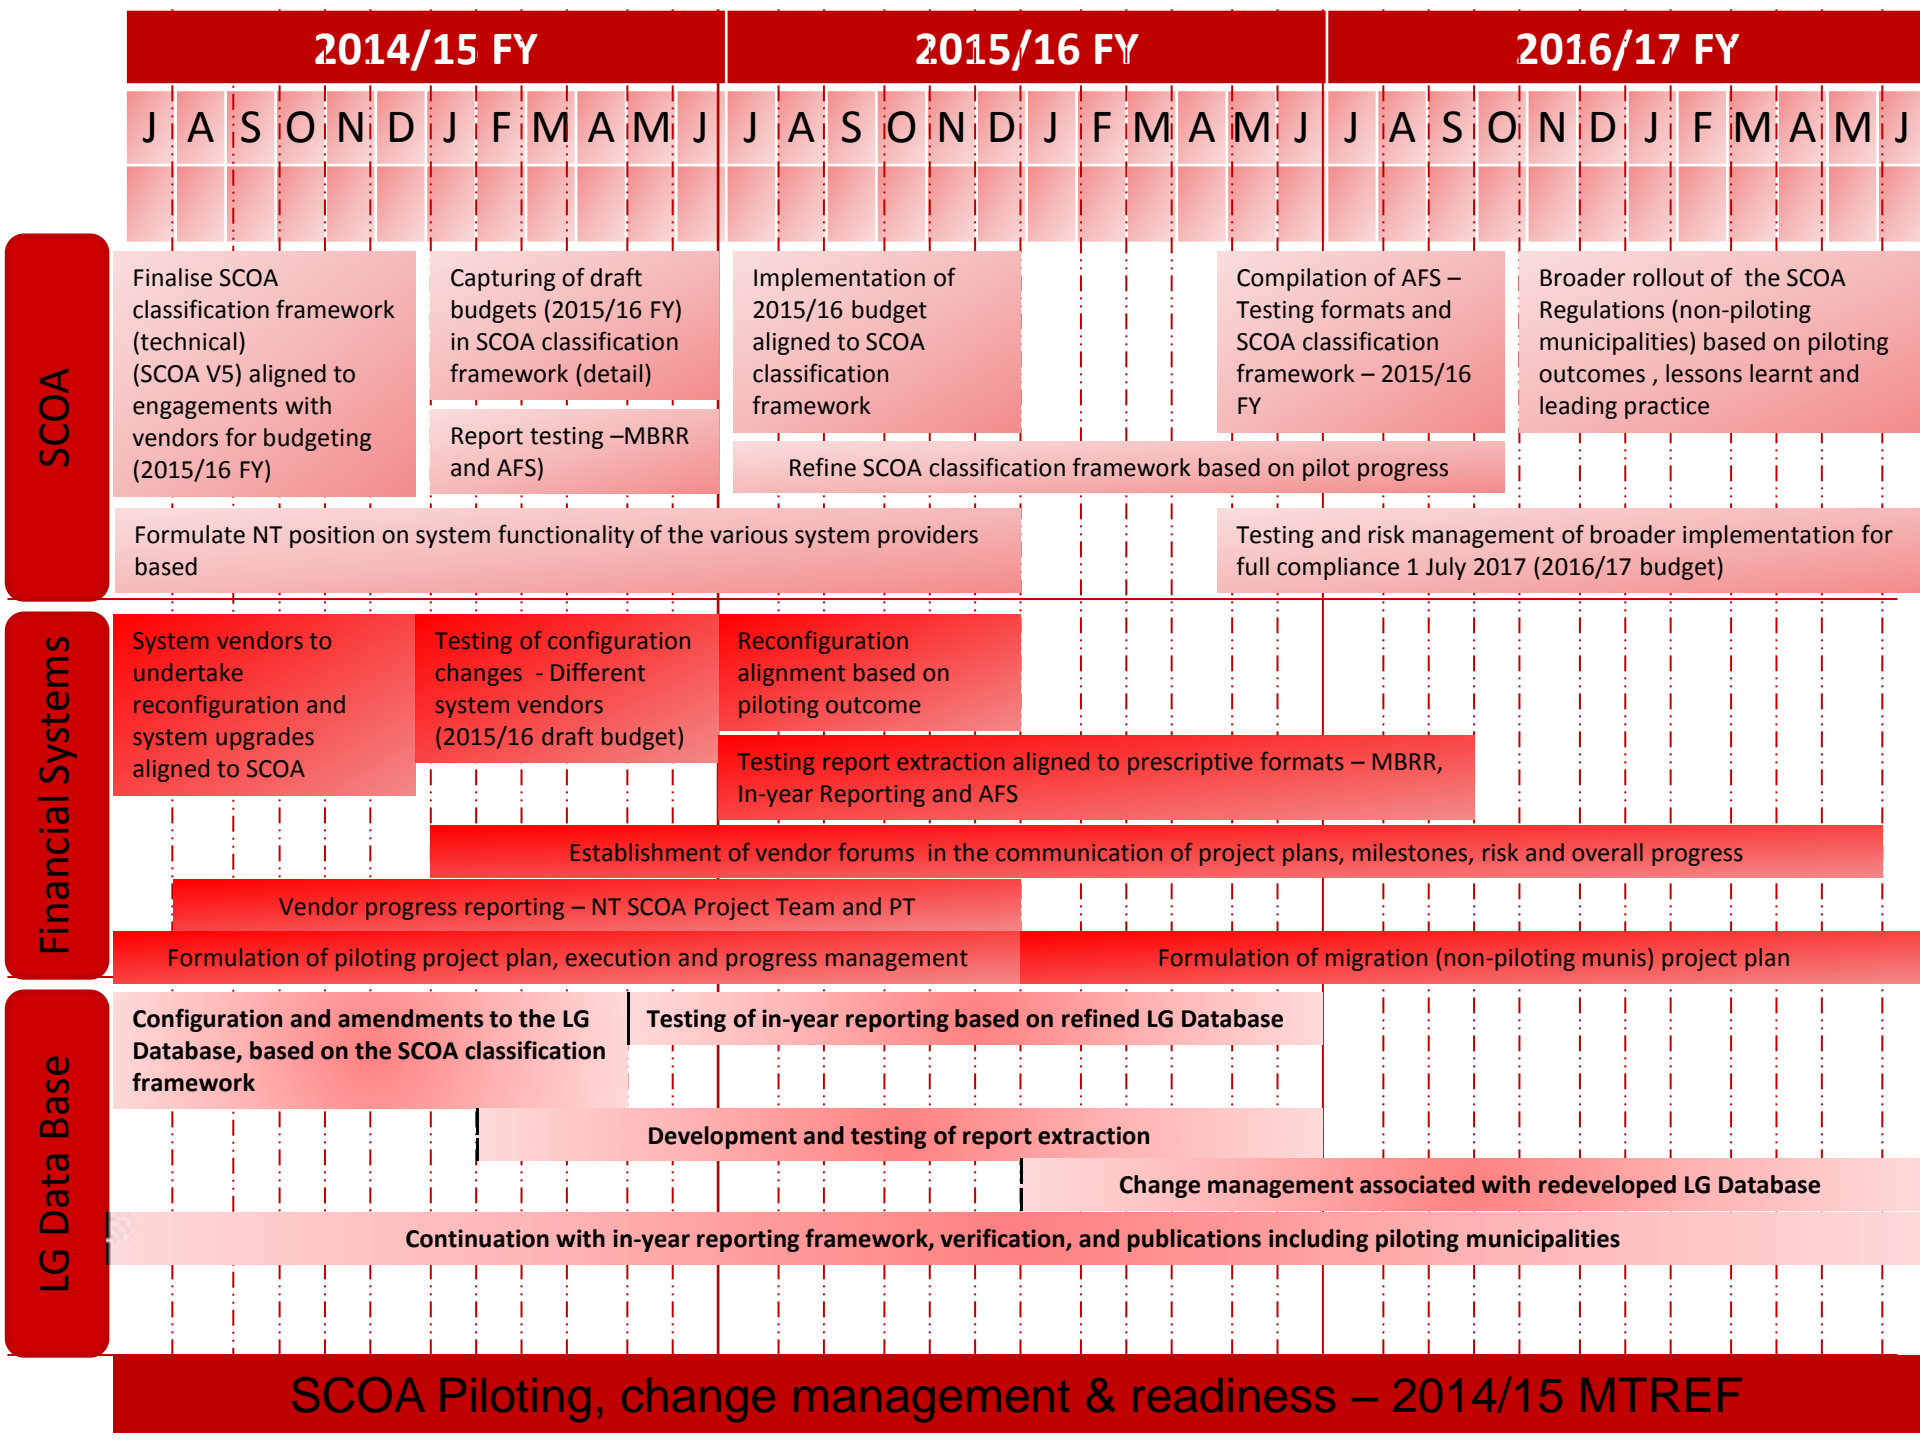 2014/15 FY
2015/16 FY
2016/17 FY
J A S O N D J F M A M J J A S O N D J F M A M J J A S O N D J F M A M J
SCOA
Finalise SCOA
classification framework
(technical)
(SCOA V5) aligned to
engagements with
vendors for budgeting
(2015/16 FY)
Capturing of draft
budgets (2015/16 FY)
in SCOA classification
framework (detail)
Report testing –MBRR
and AFS)
Implementation of
2015/16 budget
aligned to SCOA
classification
framework
Compilation of AFS –
Testing formats and
SCOA classification
framework – 2015/16
FY
Broader rollout of the SCOA
Regulations (non-piloting
municipalities) based on piloting
outcomes , lessons learnt and
leading practice
Refine SCOA classification framework based on pilot progress
Formulate NT position on system functionality of the various system providers
based
Testing and risk management of broader implementation for
full compliance 1 July 2017 (2016/17 budget)
Financial Systems
System vendors to
undertake
reconfiguration and
system upgrades
aligned to SCOA
Testing of configuration
changes - Different
system vendors
(2015/16 draft budget)
Reconfiguration
alignment based on
piloting outcome
Testing report extraction aligned to prescriptive formats – MBRR,
In-year Reporting and AFS
Establishment of vendor forums in the communication of project plans, milestones, risk and overall progress
Vendor progress reporting – NT SCOA Project Team and PT
Formulation of piloting project plan, execution and progress management
Formulation of migration (non-piloting munis) project plan
LG Data Base
Configuration and amendments to the LG
Database, based on the SCOA classification
framework
Testing of in-year reporting based on refined LG Database
Development and testing of report extraction
Change management associated with redeveloped LG Database
Continuation with in-year reporting framework, verification, and publications including piloting municipalities
SCOA Piloting, change management & readiness – 2014/15 MTREF